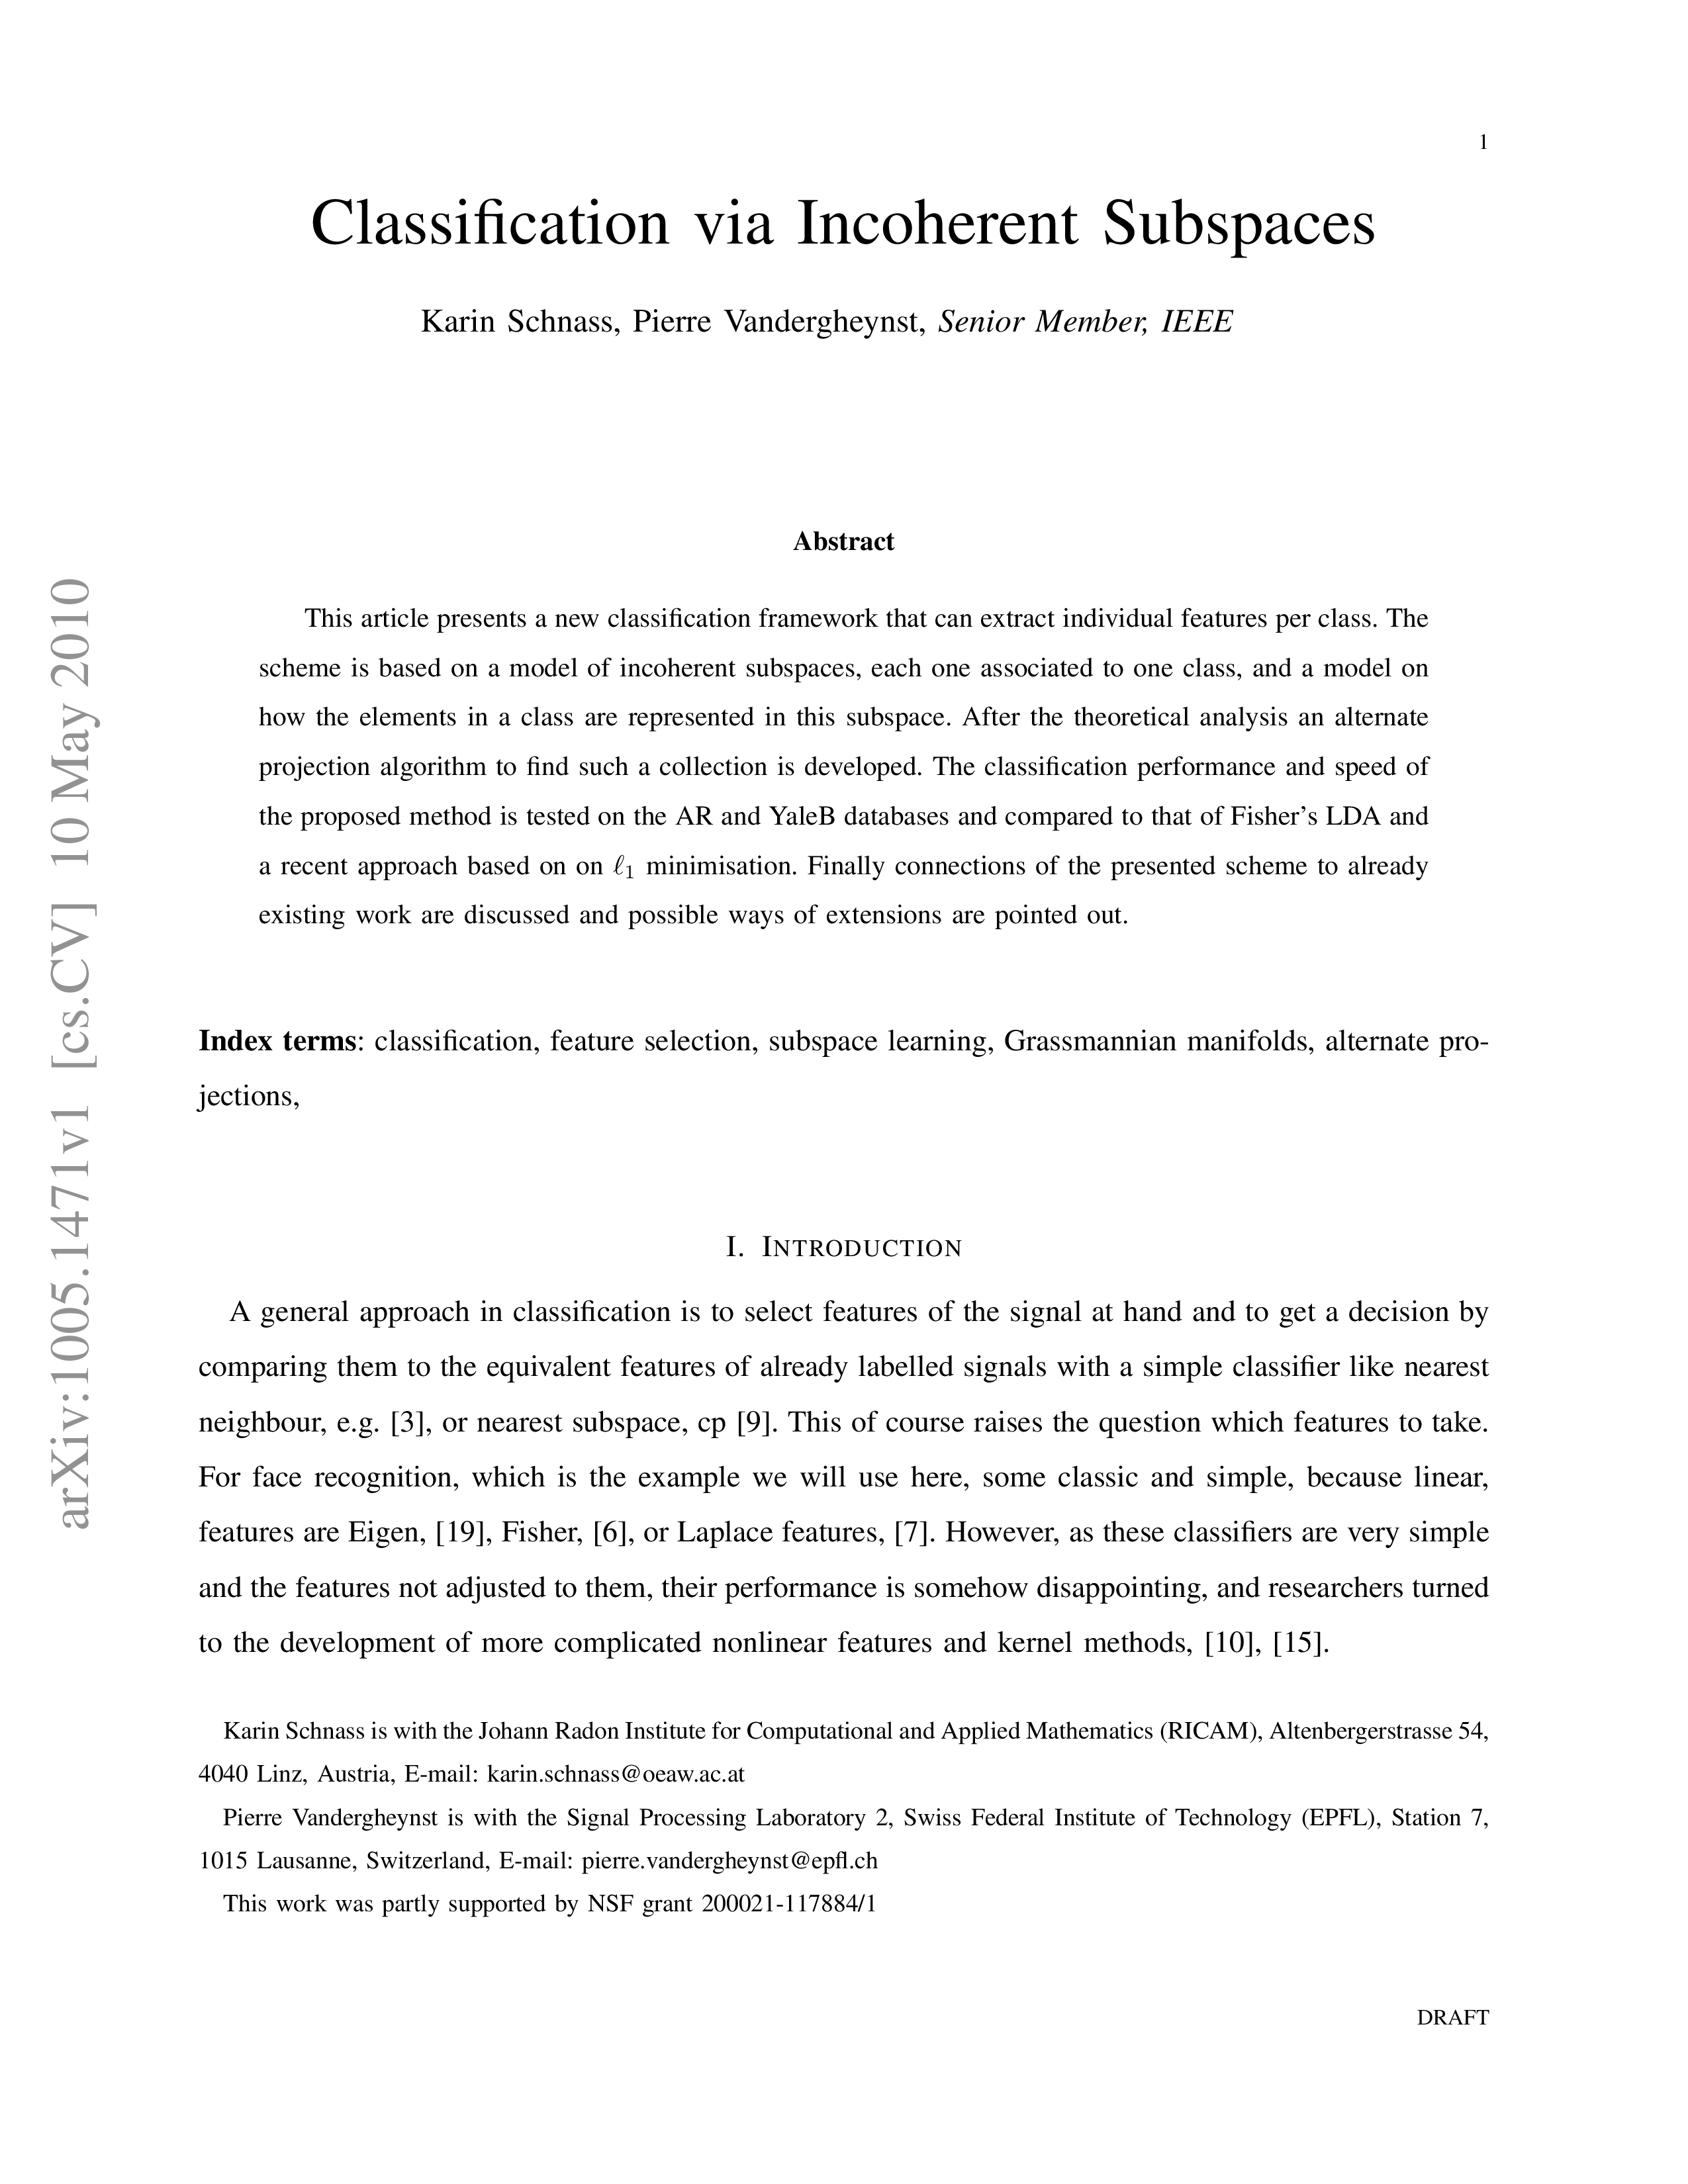 1
Classification via Incoherent Subspaces
Karin Schnass, Pierre Vandergheynst, Senior Member, IEEE
Abstract
This article presents a new classification framework that can extract individual features per class. The
scheme is based on a model of incoherent subspaces, each one associated to one class, and a model on
how the elements in a class are represented in this subspace. After the theoretical analysis an alternate
projection algorithm to find such a collection is developed. The classification performance and speed of
the proposed method is tested on the AR and YaleB databases and compared to that of Fisher's LDA and
a recent approach based on on ℓ₁ minimisation. Finally connections of the presented scheme to already
existing work are discussed and possible ways of extensions are pointed out.
Index terms: classification, feature selection, subspace learning, Grassmannian manifolds, alternate pro-
jections,
I. INTRODUCTION
A general approach in classification is to select features of the signal at hand and to get a decision by
comparing them to the equivalent features of already labelled signals with a simple classifier like nearest
neighbour, e.g. [3], or nearest subspace, cp [9]. This of course raises the question which features to take.
For face recognition, which is the example we will use here, some classic and simple, because linear,
features are Eigen, [19], Fisher, [6], or Laplace features, [7]. However, as these classifiers are very simple
and the features not adjusted to them, their performance is somehow disappointing, and researchers turned
to the development of more complicated nonlinear features and kernel methods, [10], [15].
Karin Schnass is with the Johann Radon Institute for Computational and Applied Mathematics (RICAM), Altenbergerstrasse 54,
4040 Linz, Austria, E-mail: karin.schnass@oeaw.ac.at
Pierre Vandergheynst is with the Signal Processing Laboratory 2, Swiss Federal Institute of Technology (EPFL), Station 7,
1015 Lausanne, Switzerland, E-mail: pierre.vandergheynst@epfl.ch
This work was partly supported by NSF grant 200021-117884/1
DRAFT
arXiv:1005.1471v1 [cs.CV] 10 May 2010